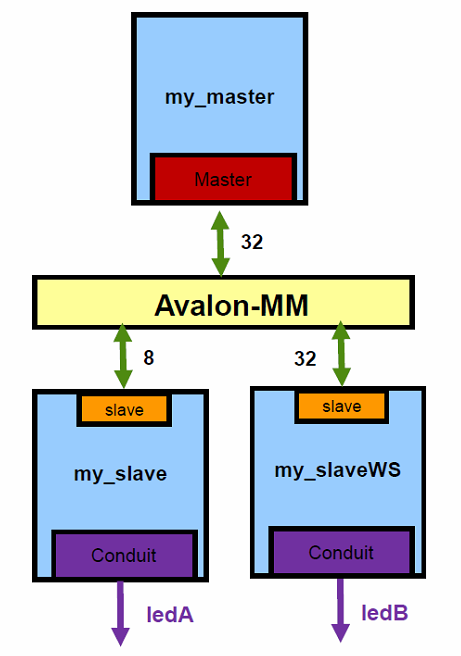 my_master
Master
32
Avalon-MM
8
32
slave
slave
my_slave
my_slaveWS
Conduit
Conduit
ledA
ledB